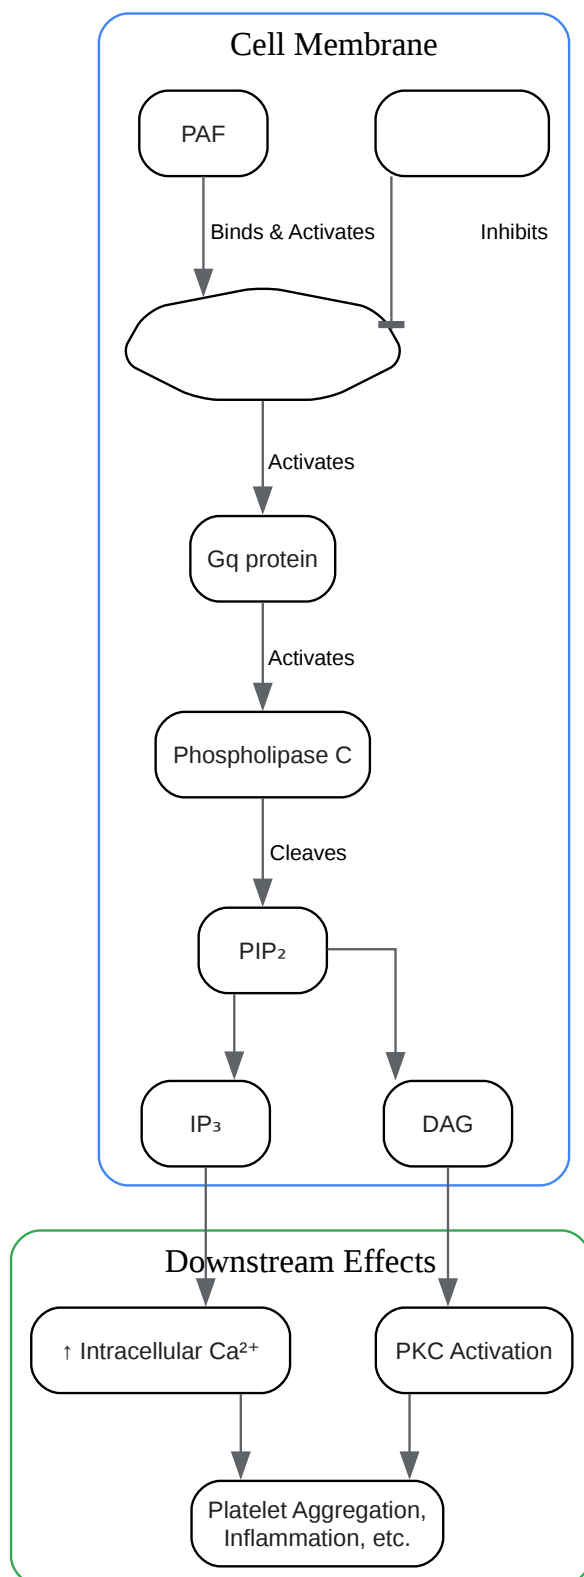 Cell Membrane
PAF
Binds & Activates
Inhibits
Activates
Gq protein
Activates
Phospholipase C
Cleaves
PIP₂
IP₃
DAG
Downstream Effects
↑ Intracellular Ca²⁺
PKC Activation
Platelet Aggregation,
Inflammation, etc.